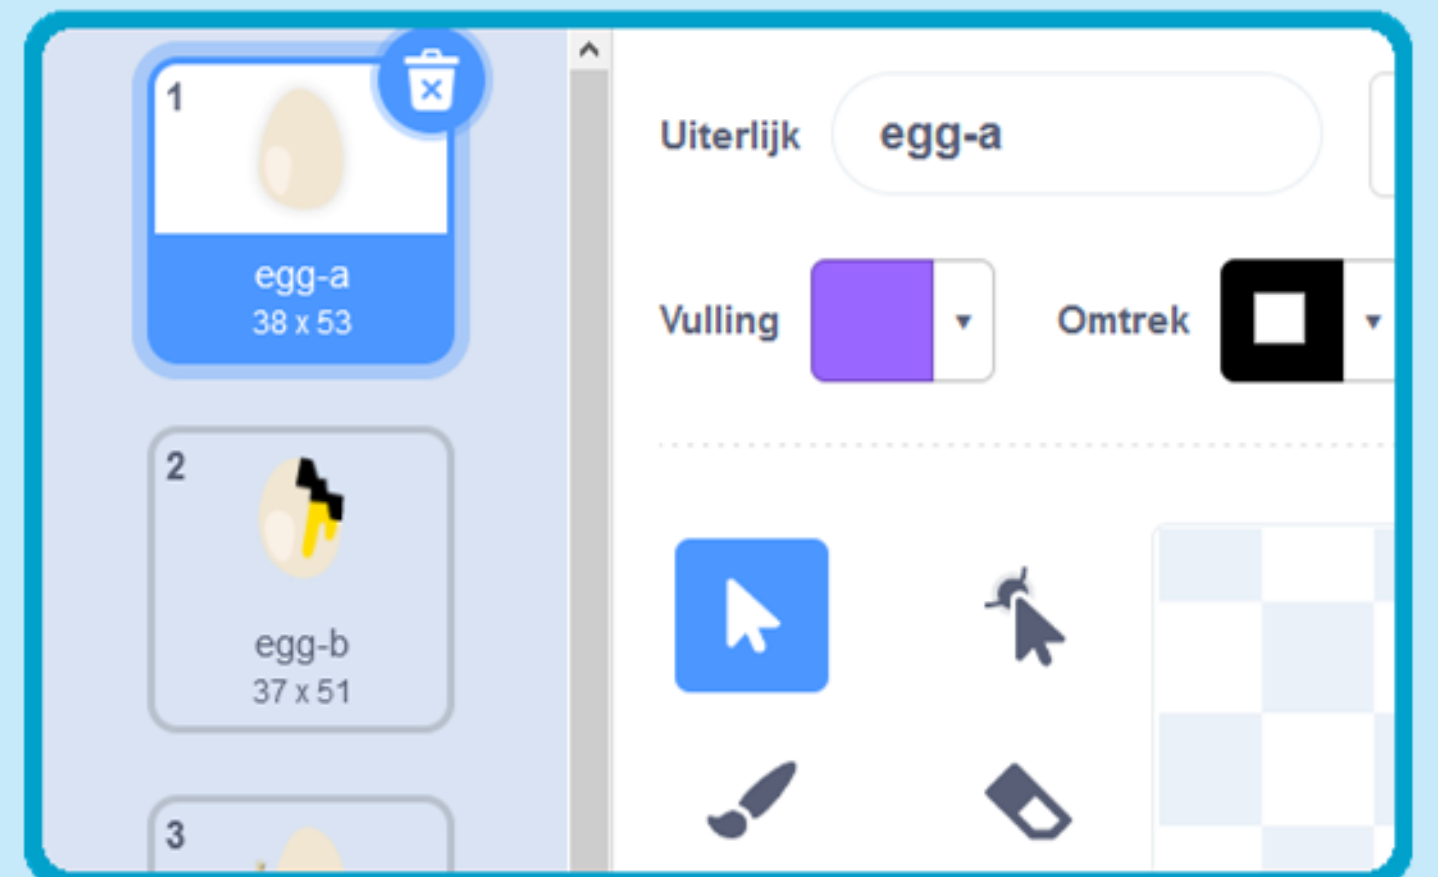 1
egg-a
38 x 53
2
egg-b
37 x 51
3
Uiterlijk
egg-a
Vulling
Omtrek